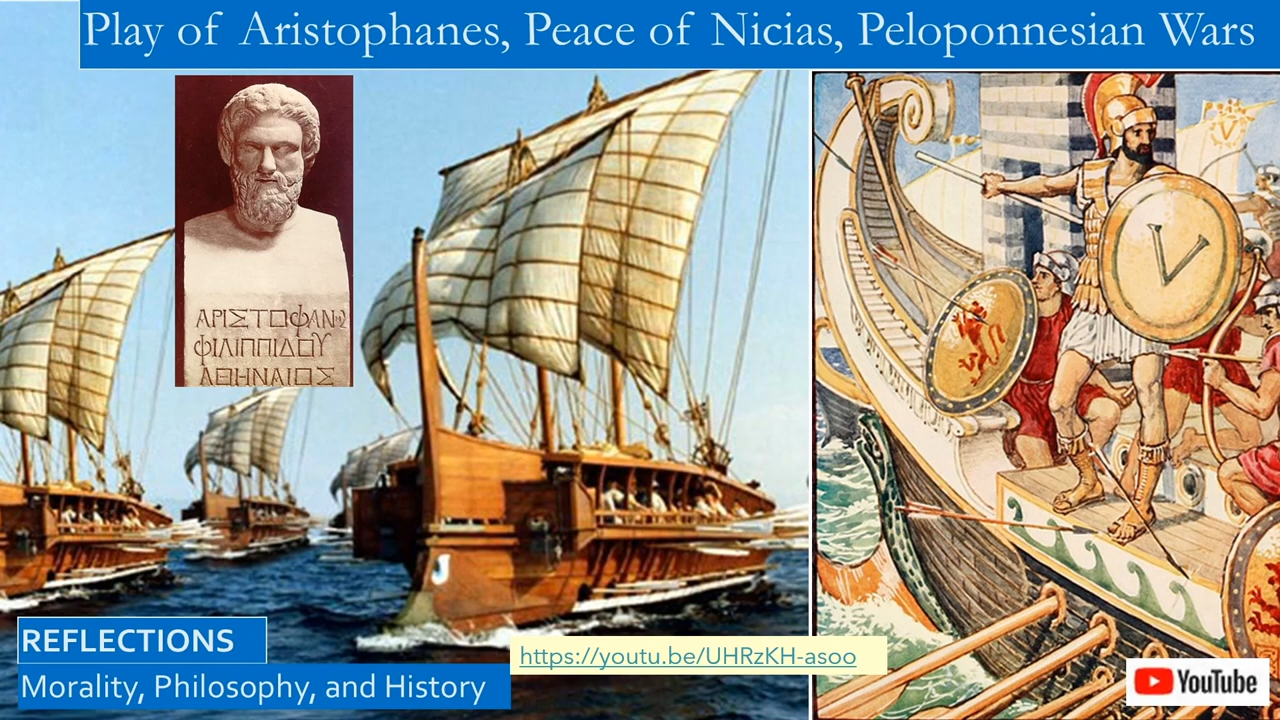 Play of Aristophanes, Peace of Nicias, Peloponnesian Wars
ΑΡΙΣΤΟΦΑΝ
ΦΙΛΙΠΠΙΔΟΥ
ΑΘΗΝΑΙΟΣ
V
REFLECTIONS
Morality, Philosophy, and History
https://youtu.be/UHRzKH-asoo
YouTube